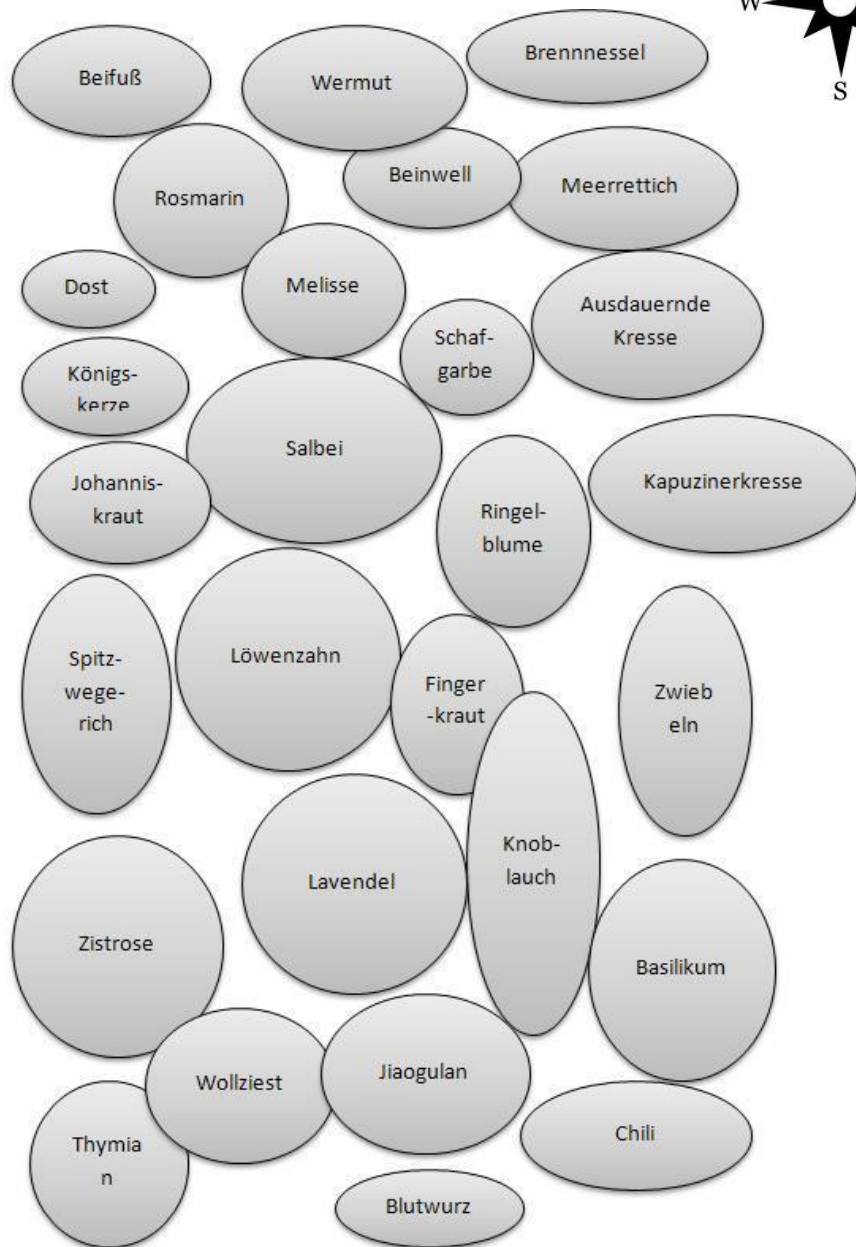 W
S
Beifuß
Wermut
Brennnessel
Rosmarin
Beinwell
Meerrettich
Dost
Melisse
Schaf-
garbe
Ausdauernde
Kresse
Königs-
kerze
Johannis-
kraut
Salbei
Ringel-
blume
Kapuzinerkresse
Spitz-
wege-
rich
Löwenzahn
Finger
-kraut
Zwieb
eln
Knob-
lauch
Lavendel
Zistrose
Basilikum
Wollziest
Jiaogulan
Chili
Thymia
n
Blutwurz